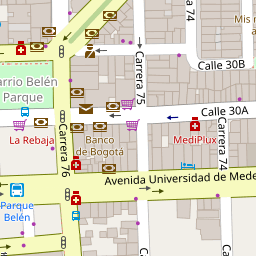 Carrera 74
Mis
Calle 30B
arrio Belén
Parque
Carrera 75
Calle 30A
La Rebaja
Carrera 76
Banco
de Bogotá
MediPlux
Carrera 74
Avenida Universidad de Mede
Parque
Belén